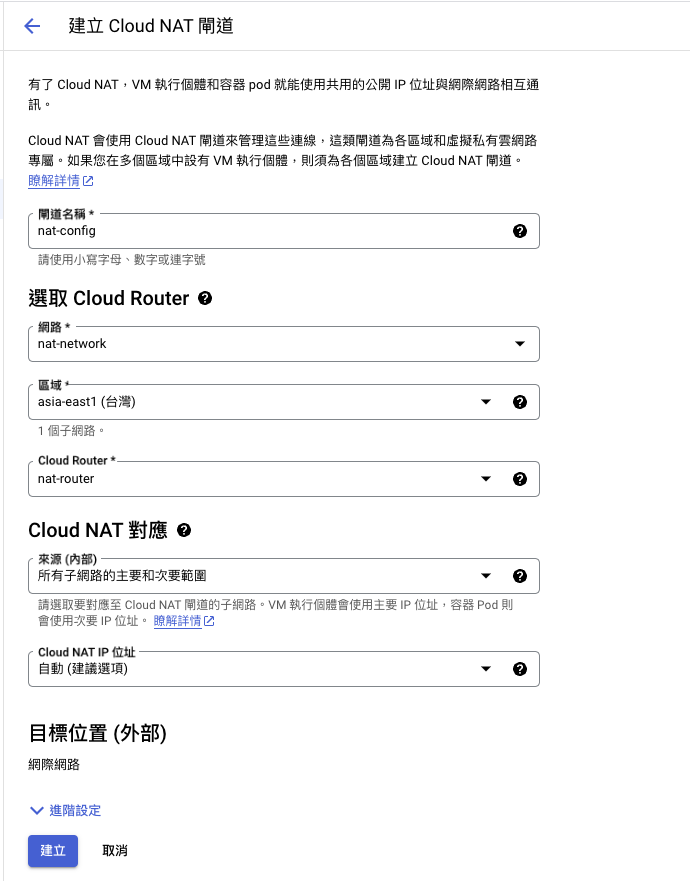 建立 Cloud NAT 閘道
有了 Cloud NAT，VM 執行個體和容器 pod 就能使用共用的公開 IP 位址與網際網路相互通
訊。
Cloud NAT 會使用 Cloud NAT 閘道來管理這些連線，這類閘道為各區域和虛擬私有雲網路
專屬。如果您在多個區域中設有 VM 執行個體，則須為各個區域建立 Cloud NAT 閘道。
瞭解詳情
閘道名稱 *
nat-config
請使用小寫字母、數字或連字號
選取 Cloud Router
網路 *
nat-network
區域 *
asia-east1 (台灣)
1 個子網路。
Cloud Router *
nat-router
Cloud NAT 對應
來源 (內部)
所有子網路的主要和次要範圍
請選取要對應至 Cloud NAT 閘道的子網路。VM 執行個體會使用主要 IP 位址，容器 Pod 則
會使用次要 IP 位址。 瞭解詳情
Cloud NAT IP 位址
自動 (建議選項)
目標位置 (外部)
網際網路
進階設定
建立 取消